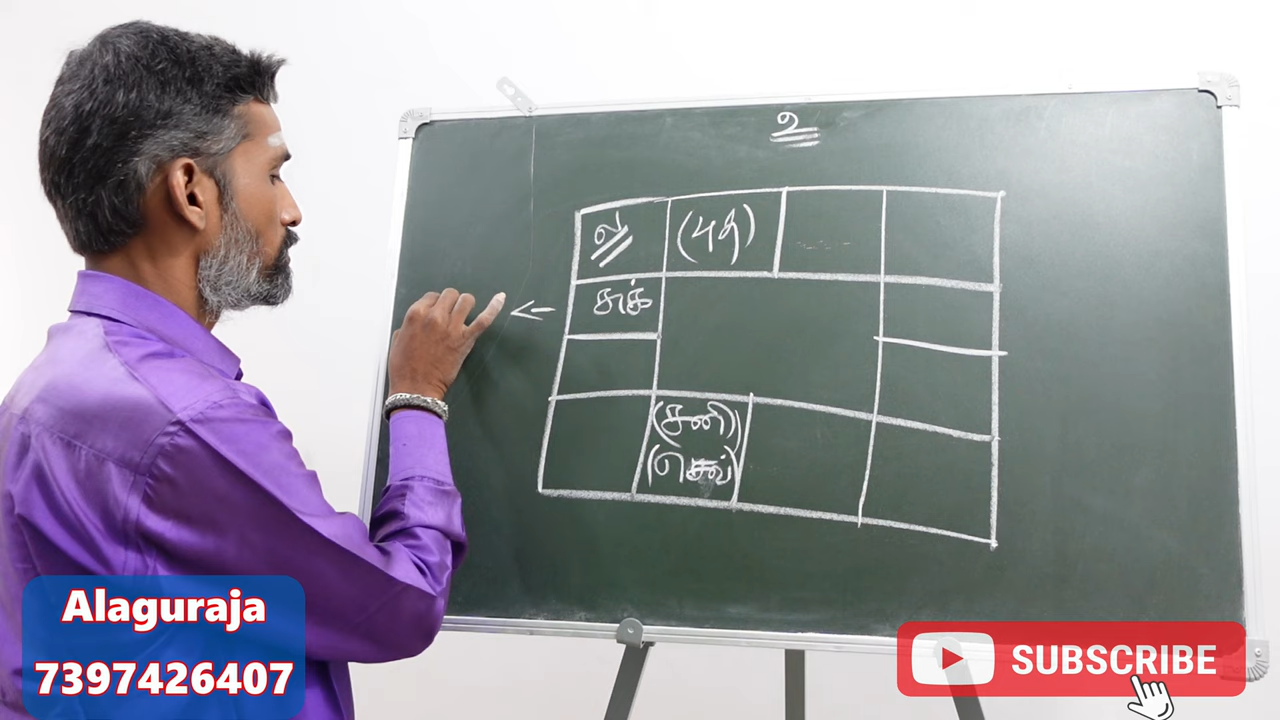 உ
ல (புத)
சுக் ←
(சனி)
(செவ்)
Alaguraja
7397426407
SUBSCRIBE